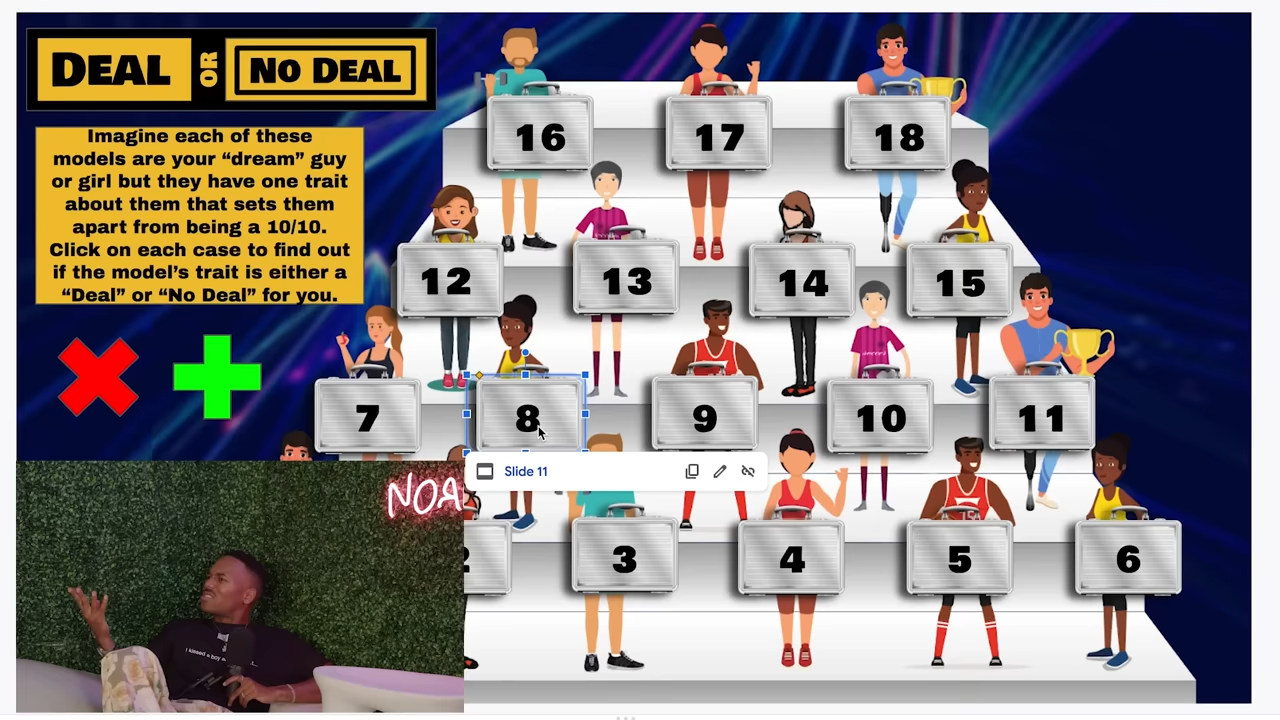 DEAL
OR
NO DEAL
Imagine each of these
models are your “dream” guy
or girl but they have one trait
about them that sets them
apart from being a 10/10.
Click on each case to find out
if the model’s trait is either a
“Deal” or “No Deal” for you.
16
17
18
12
13
14
15
7
8
9
10
11
Slide 11
NOA
2
3
4
5
6
I kissed a boy